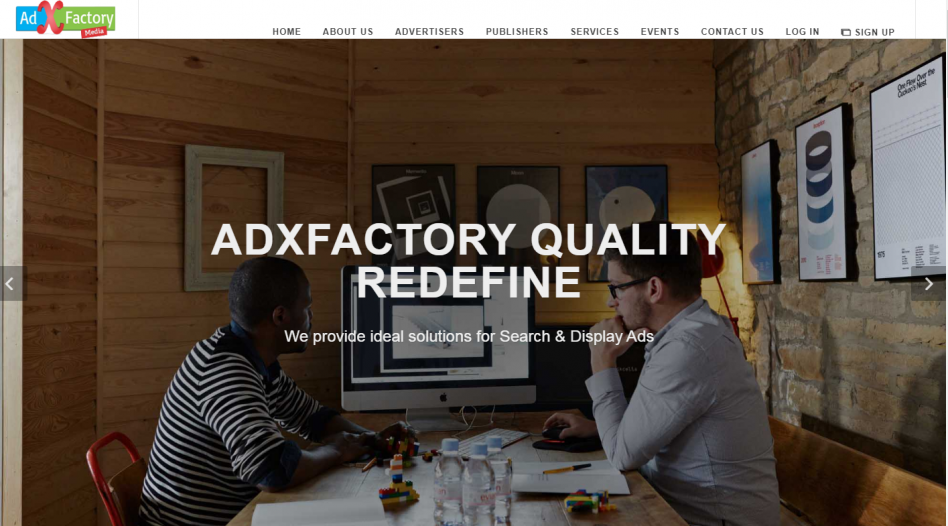 Ad X Factory
Media
HOME ABOUT US ADVERTISERS PUBLISHERS SERVICES EVENTS CONTACT US LOG IN SIGN UP
One Flew Over the
Cuckoo's Nest
ADXFACTORY QUALITY
REDEFINE
We provide ideal solutions for Search & Display Ads
1975